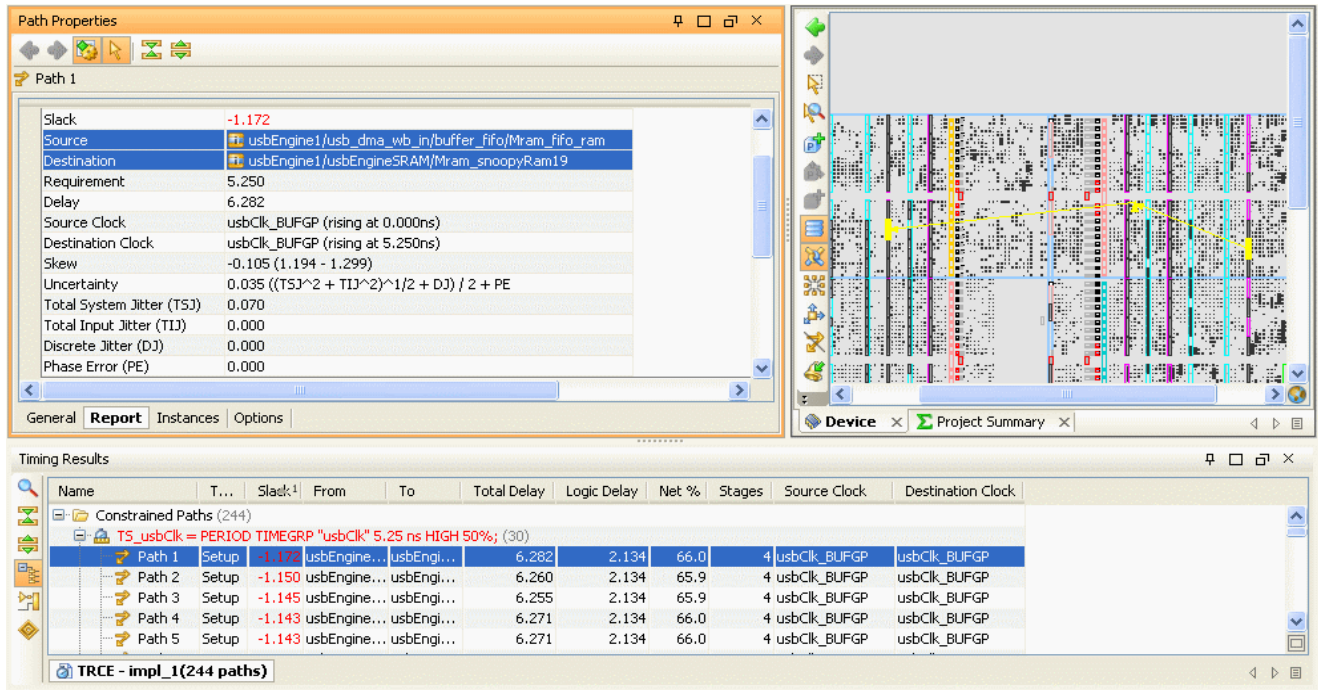 Path Properties
Path 1
Slack -1.172
Source usbEngine1/usb_dma_wb_in/buffer_fifo/Mram_fifo_ram
Destination usbEngine1/usbEngineSRAM/Mram_snoopyRam19
Requirement 5.250
Delay 6.282
Source Clock usbClk_BUFGP (rising at 0.000ns)
Destination Clock usbClk_BUFGP (rising at 5.250ns)
Skew -0.105 (1.194 - 1.299)
Uncertainty 0.035 ((TSJ^2 + TIJ^2)^1/2 + DJ) / 2 + PE
Total System Jitter (TSJ) 0.070
Total Input Jitter (TIJ) 0.000
Discrete Jitter (DJ) 0.000
Phase Error (PE) 0.000
General Report Instances Options
Device Project Summary
Timing Results
Name T... Slack 1 From To Total Delay Logic Delay Net % Stages Source Clock Destination Clock
Constrained Paths (244)
TS_usbClk = PERIOD TIMEGRP "usbClk" 5.25 ns HIGH 50%; (30)
Path 1 Setup -1.172 usbEngine... usbEngi... 6.282 2.134 66.0 4 usbClk_BUFGP usbClk_BUFGP
Path 2 Setup -1.150 usbEngine... usbEngi... 6.260 2.134 65.9 4 usbClk_BUFGP usbClk_BUFGP
Path 3 Setup -1.145 usbEngine... usbEngi... 6.255 2.134 65.9 4 usbClk_BUFGP usbClk_BUFGP
Path 4 Setup -1.143 usbEngine... usbEngi... 6.271 2.134 66.0 4 usbClk_BUFGP usbClk_BUFGP
Path 5 Setup -1.143 usbEngine... usbEngi... 6.271 2.134 66.0 4 usbClk_BUFGP usbClk_BUFGP
TRCE - impl_1(244 paths)